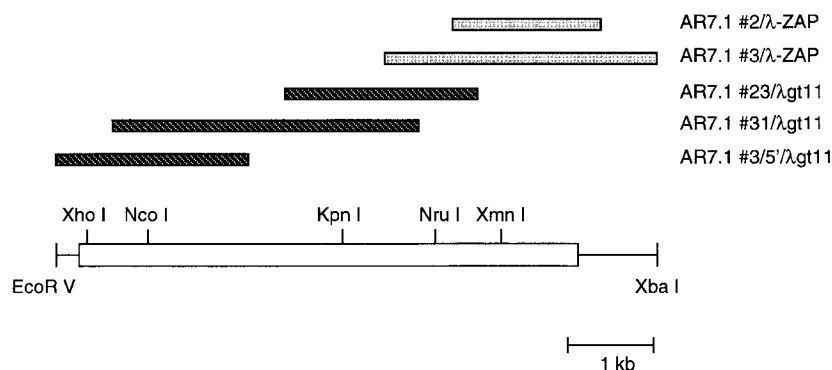 AR7.1 #2/λ-ZAP
AR7.1 #3/λ-ZAP
AR7.1 #23/λgt11
AR7.1 #31/λgt11
AR7.1 #3/5'/λgt11
Xho I Nco I Kpn I Nru I Xmn I
EcoR V Xba I
1 kb